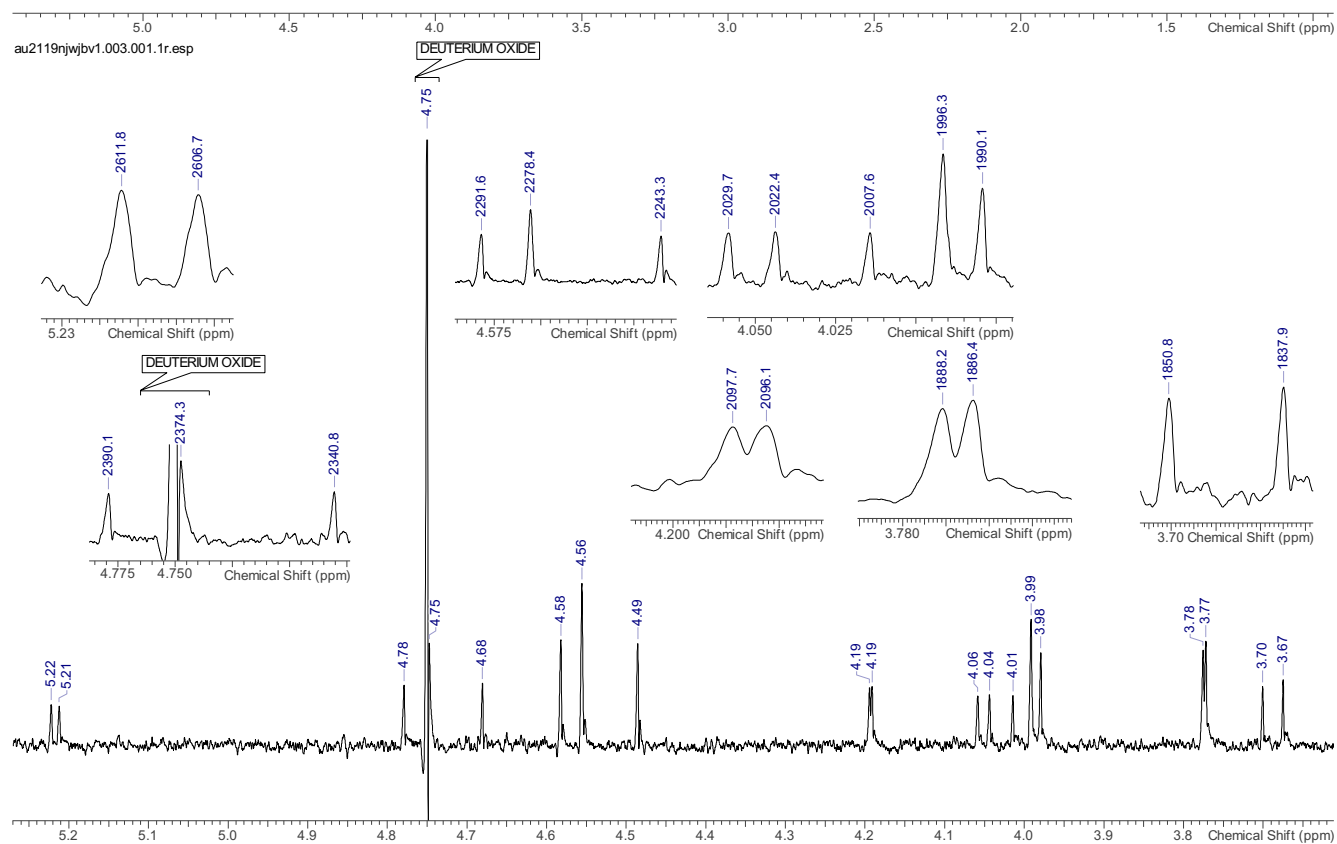 5.0 4.5 4.0 3.5 3.0 2.5 2.0 Chemical Shift (ppm) 1.5
au2119njwjbv1.003.001.1r.esp
DEUTERIUM OXIDE
4.75
2611.8 2606.7
5.23 Chemical Shift (ppm)
2291.6 2278.4 2243.3
4.575 Chemical Shift (ppm)
2029.7 2022.4 2007.6 1996.3 1990.1
4.050 4.025 Chemical Shift (ppm)
DEUTERIUM OXIDE
2390.1 2374.3 2340.8
4.775 4.750 Chemical Shift (ppm)
2097.7 2096.1
4.200 Chemical Shift (ppm)
1888.2 1886.4
3.780 Chemical Shift (ppm)
1850.8 1837.9
3.70 Chemical Shift (ppm)
5.22 5.21 4.78 4.75 4.68 4.58 4.56 4.49 4.19 4.19 4.06 4.04 4.01 3.99 3.98 3.78 3.77 3.70 3.67
5.2 5.1 5.0 4.9 4.8 4.7 4.6 4.5 4.4 4.3 4.2 4.1 4.0 3.9 3.8 Chemical Shift (ppm)